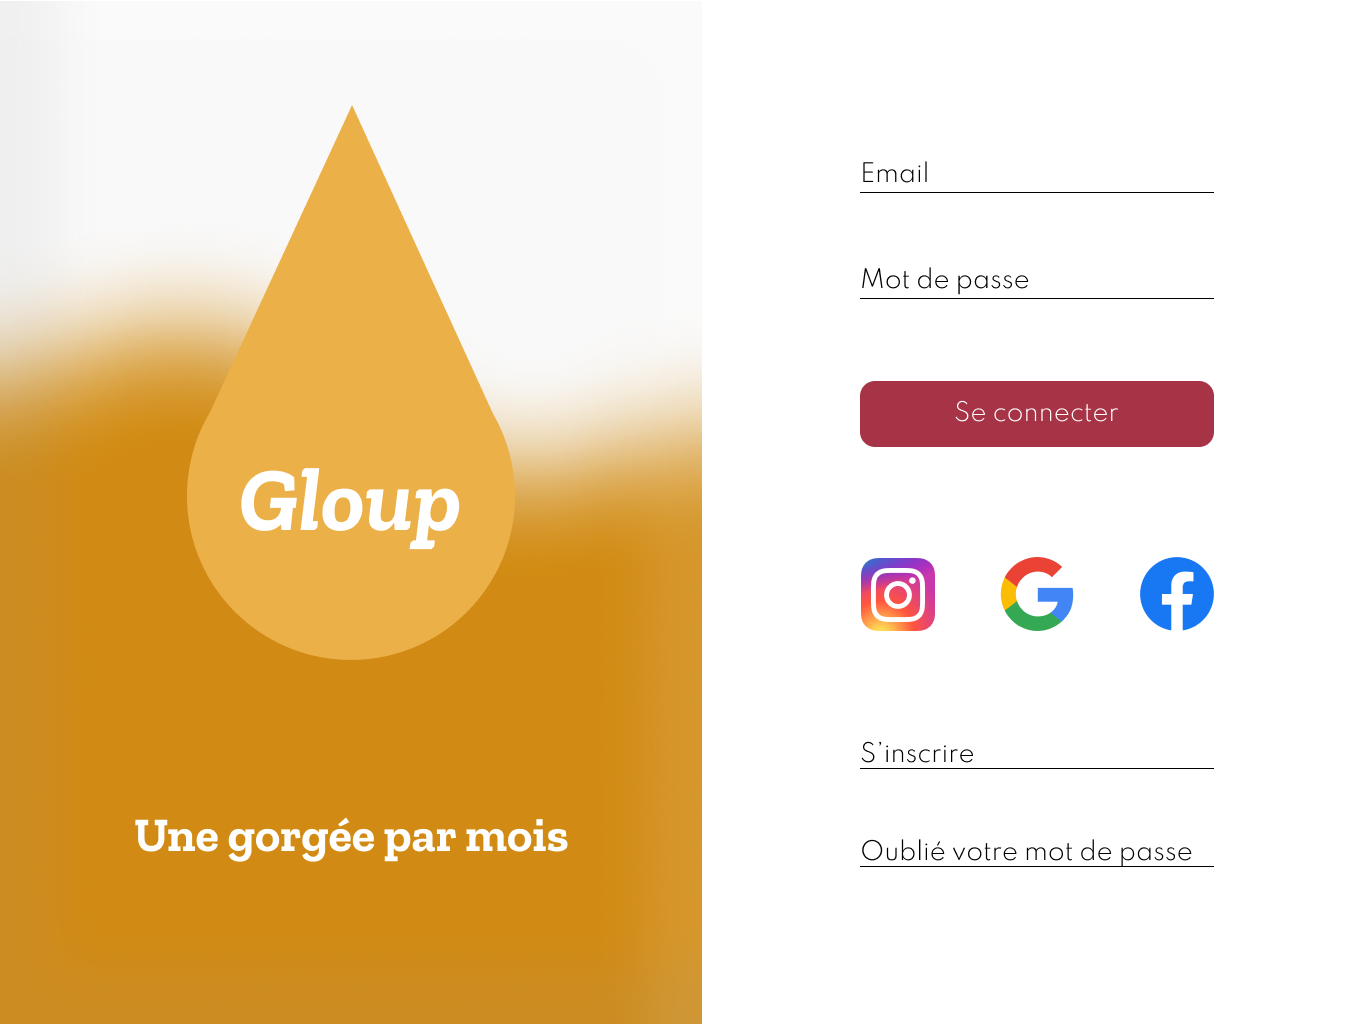 Gloup
Une gorgée par mois
Email
Mot de passe
Se connecter
S’inscrire
Oublié votre mot de passe